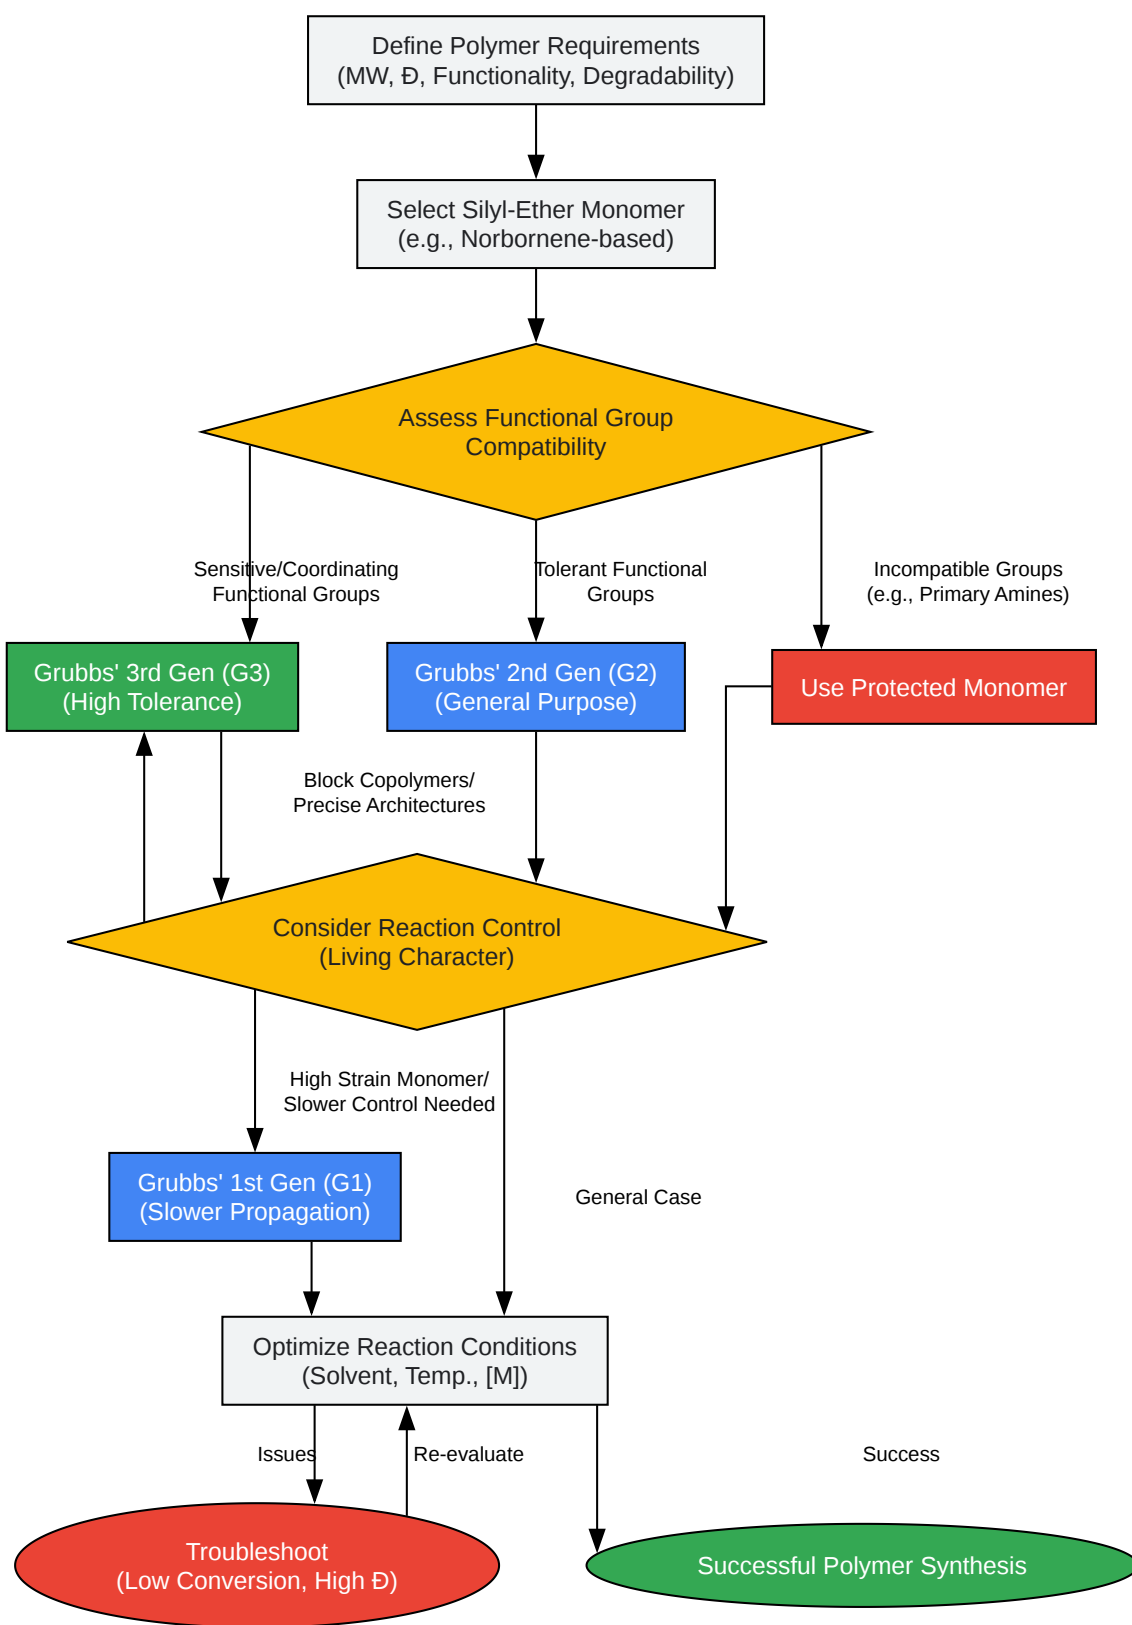 Define Polymer Requirements
(MW, Đ, Functionality, Degradability)
Select Silyl-Ether Monomer
(e.g., Norbornene-based)
Assess Functional Group
Compatibility
Sensitive/Coordinating
Functional Groups
Tolerant Functional
Groups
Incompatible Groups
(e.g., Primary Amines)
Grubbs' 3rd Gen (G3)
(High Tolerance)
Grubbs' 2nd Gen (G2)
(General Purpose)
Use Protected Monomer
Block Copolymers/
Precise Architectures
Consider Reaction Control
(Living Character)
High Strain Monomer/
Slower Control Needed
Grubbs' 1st Gen (G1)
(Slower Propagation)
General Case
Optimize Reaction Conditions
(Solvent, Temp., [M])
Issues
Re-evaluate
Success
Troubleshoot
(Low Conversion, High Đ)
Successful Polymer Synthesis